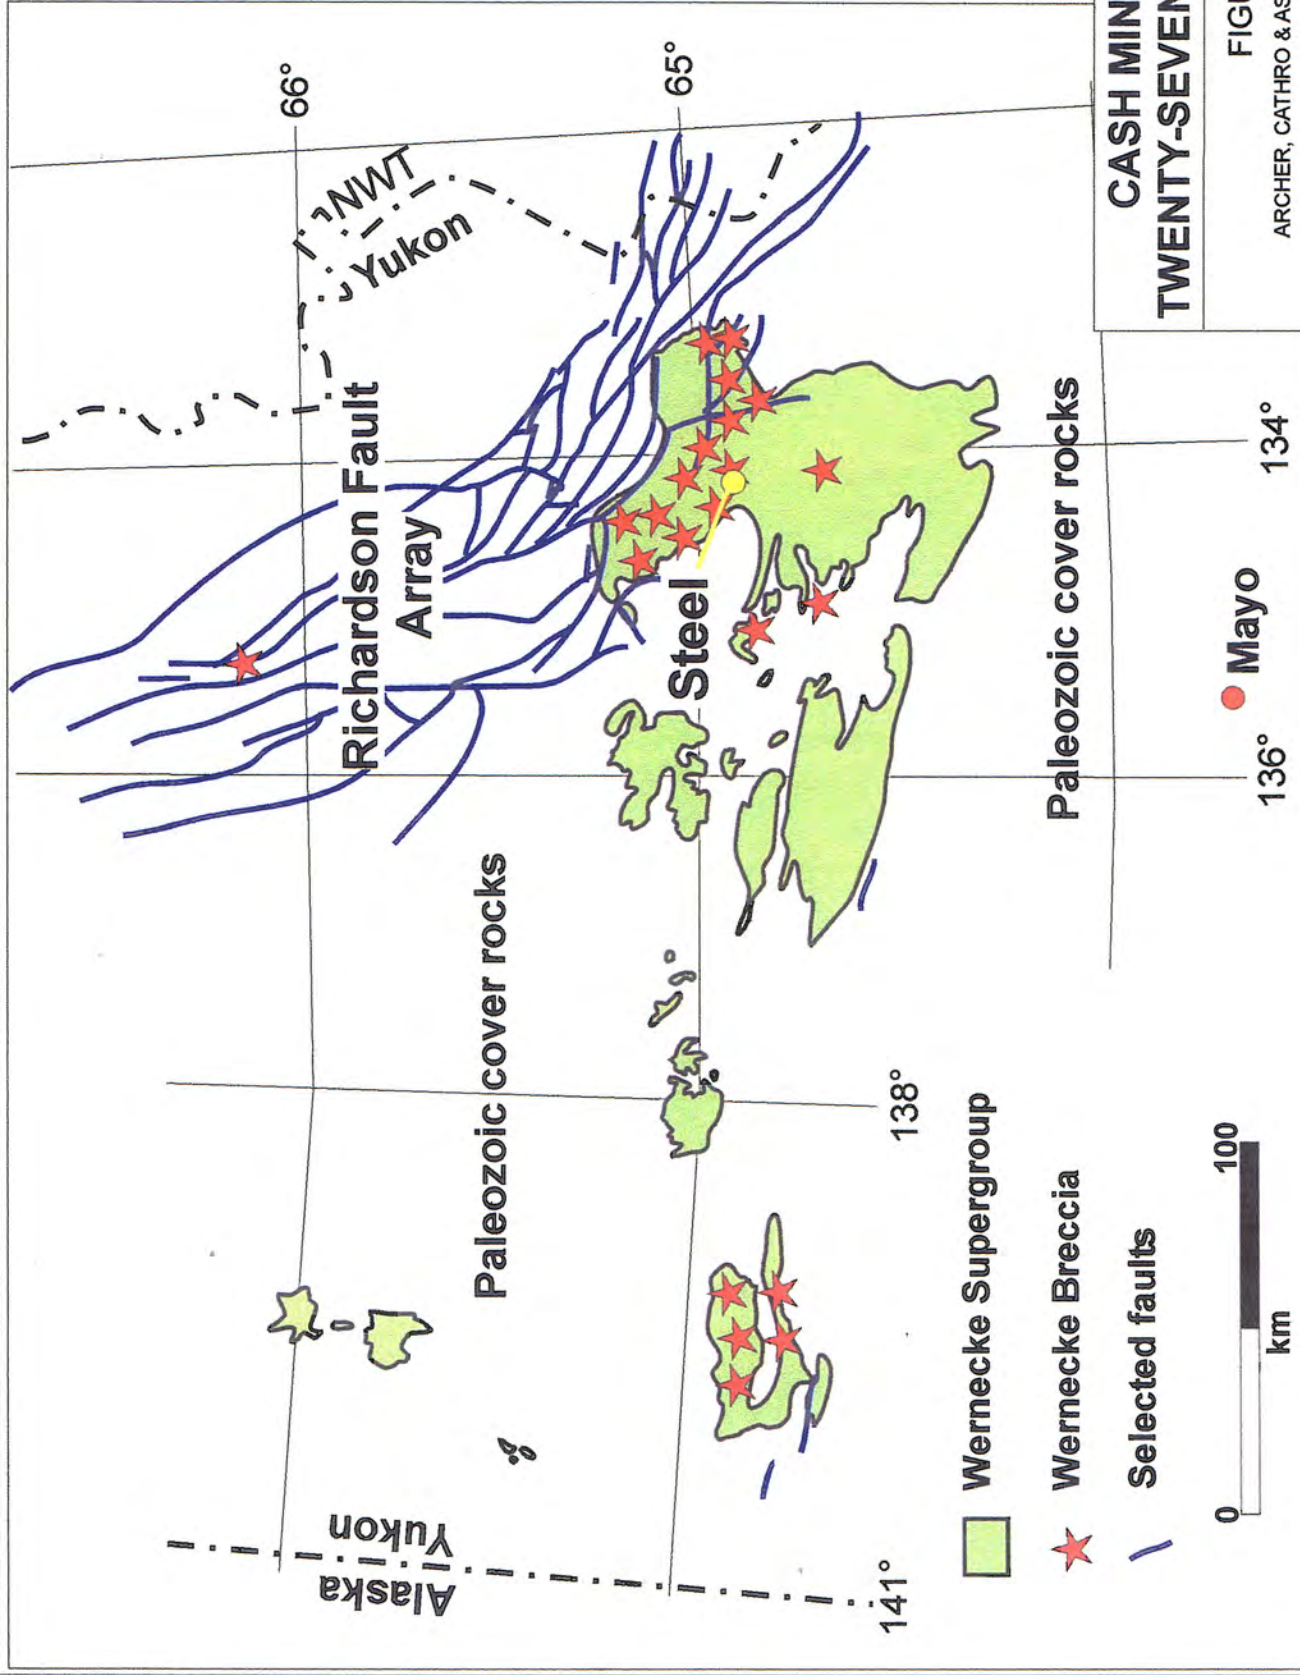 66°
65°
NWT
Yukon
Richardson Fault
Array
Steel
Paleozoic cover rocks
Paleozoic cover rocks
Mayo
134°
136°
138°
141°
Alaska
Yukon
Wernecke Supergroup
Wernecke Breccia
Selected faults
0
100
km
CASH MIN
TWENTY-SEVEN
FIGU
ARCHER, CATHRO & AS